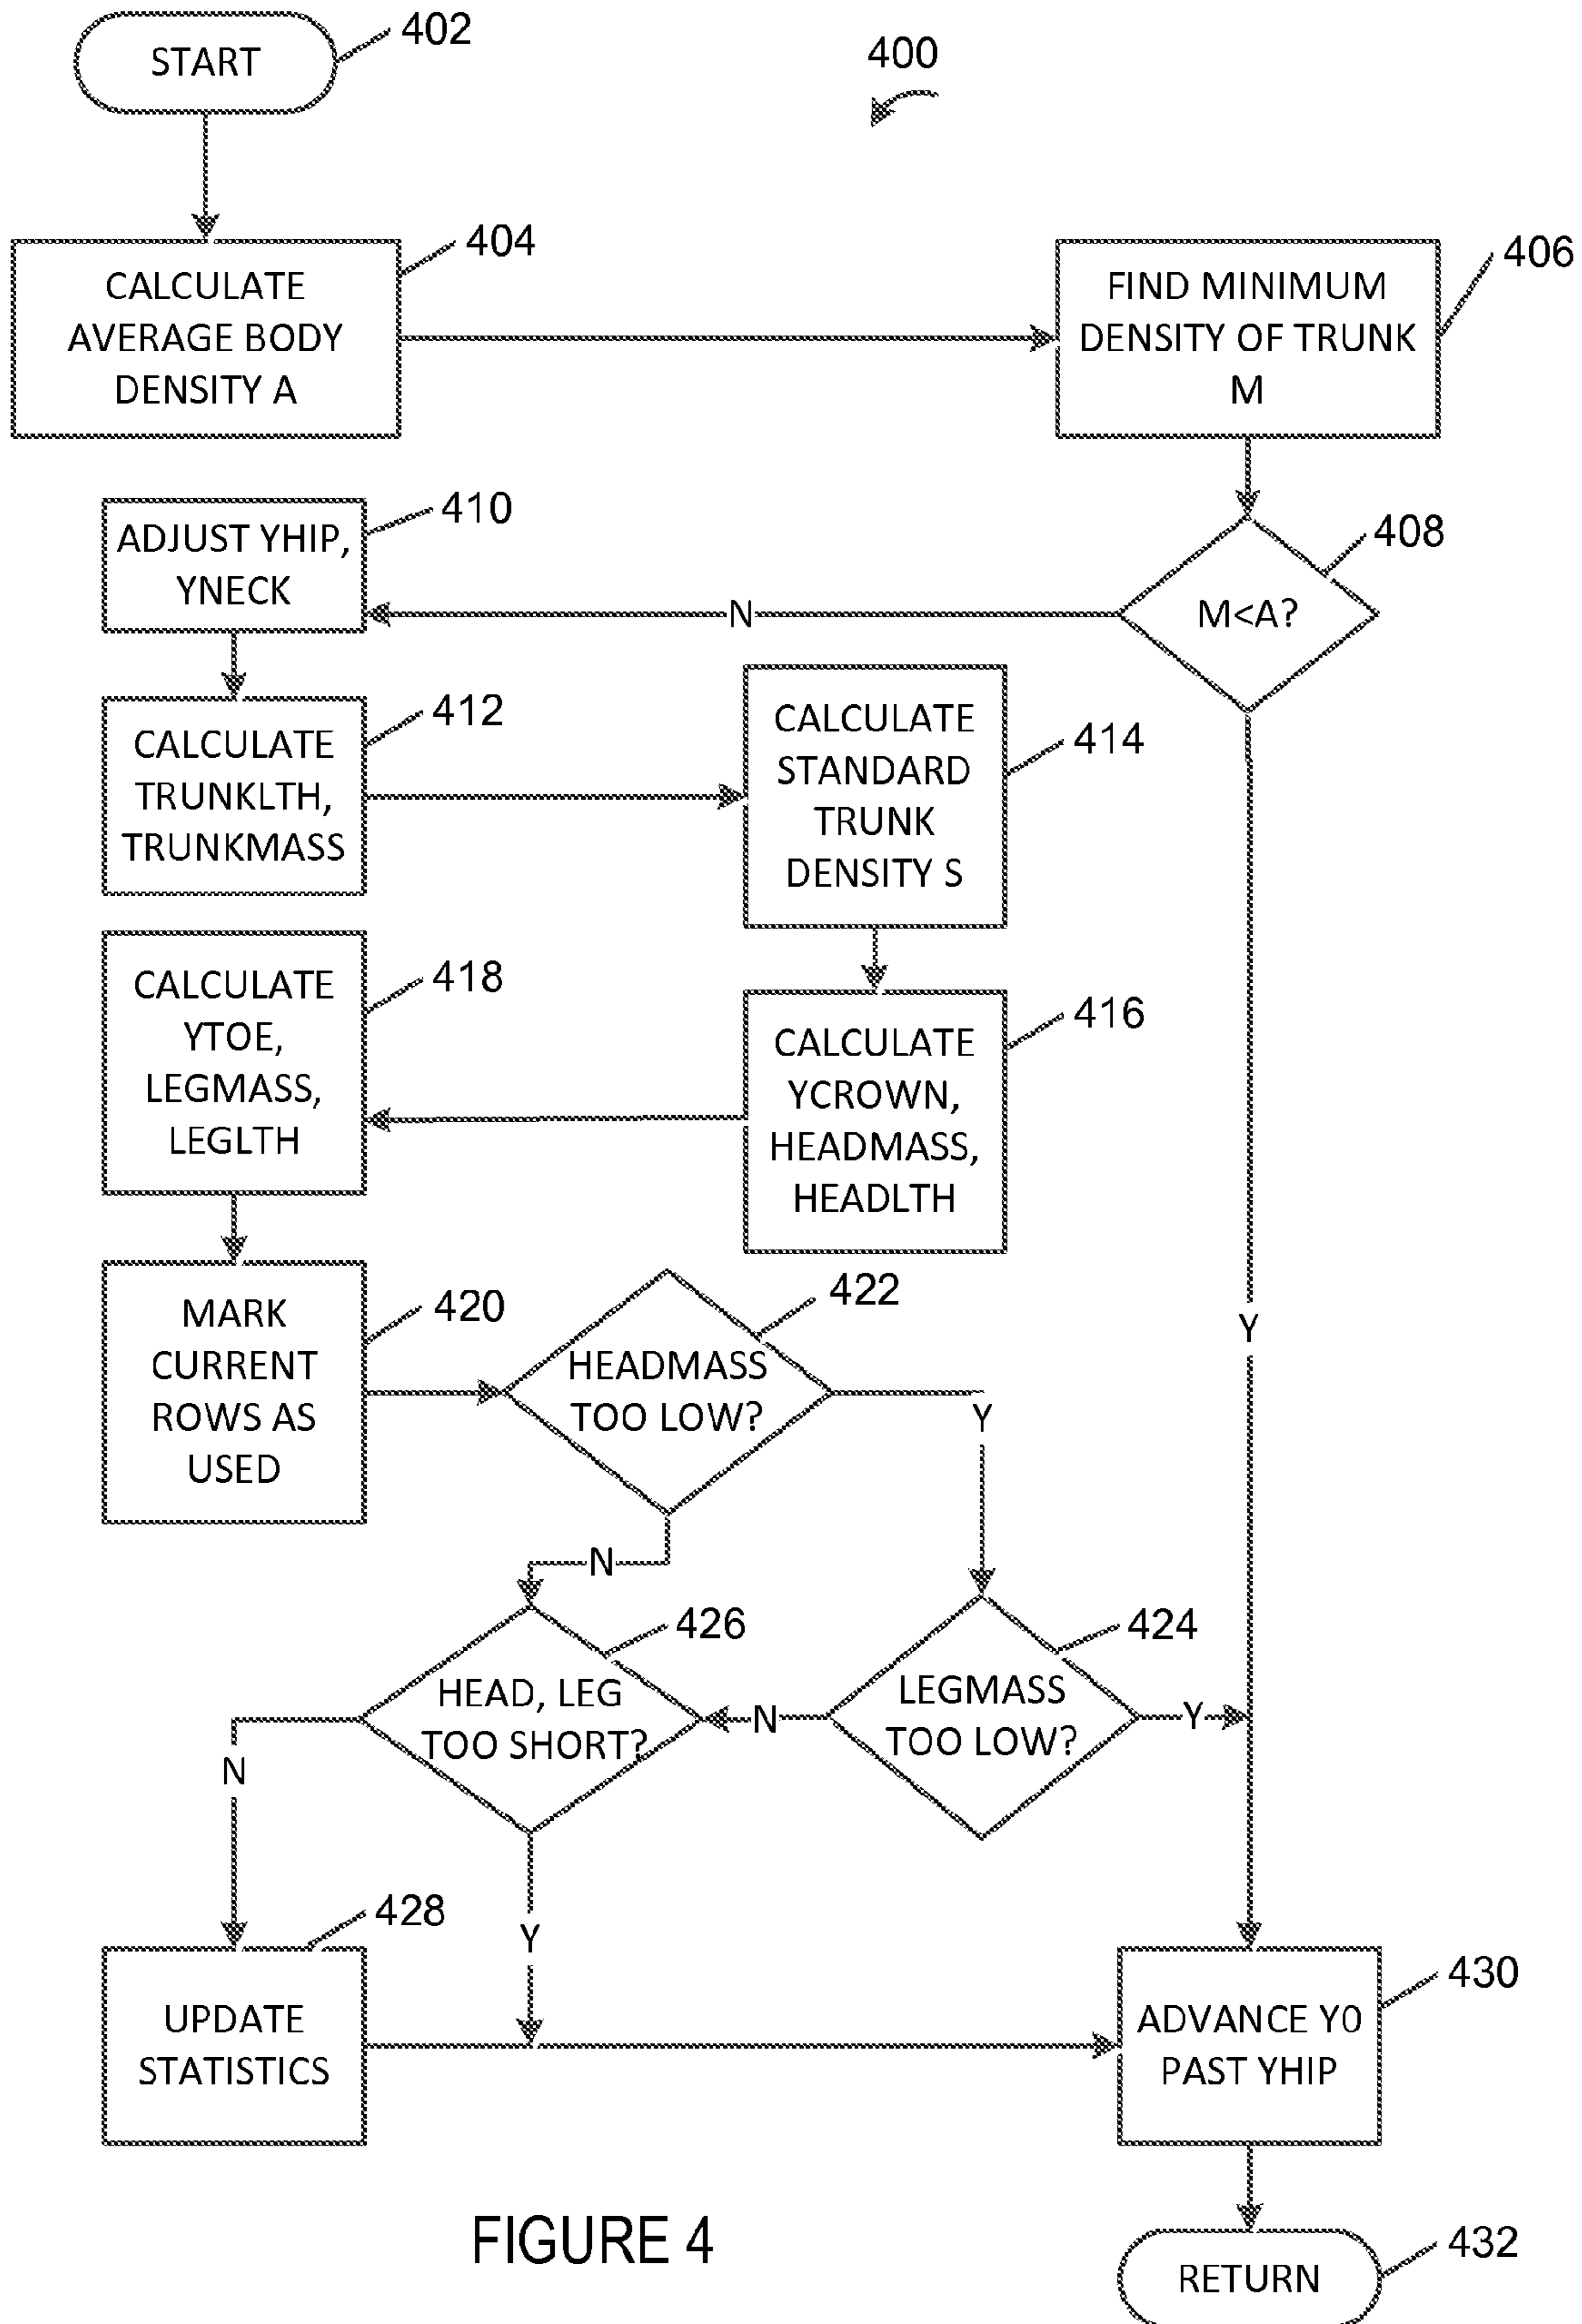 START
402
400
CALCULATE
AVERAGE BODY
DENSITY A
404
FIND MINIMUM
DENSITY OF TRUNK
M
406
ADJUST YHIP,
YNECK
410
N
M<A?
408
CALCULATE
TRUNKLTH,
TRUNKMASS
412
CALCULATE
STANDARD
TRUNK
DENSITY S
414
CALCULATE
YTOE,
LEGMASS,
LEGLTH
418
CALCULATE
YCROWN,
HEADMASS,
HEADLTH
416
Y
MARK
CURRENT
ROWS AS
USED
420
HEADMASS
TOO LOW?
422
Y
N
HEAD, LEG
TOO SHORT?
426
N
LEGMASS
TOO LOW?
424
Y
N
Y
UPDATE
STATISTICS
428
ADVANCE Y0
PAST YHIP
430
FIGURE 4
RETURN
432